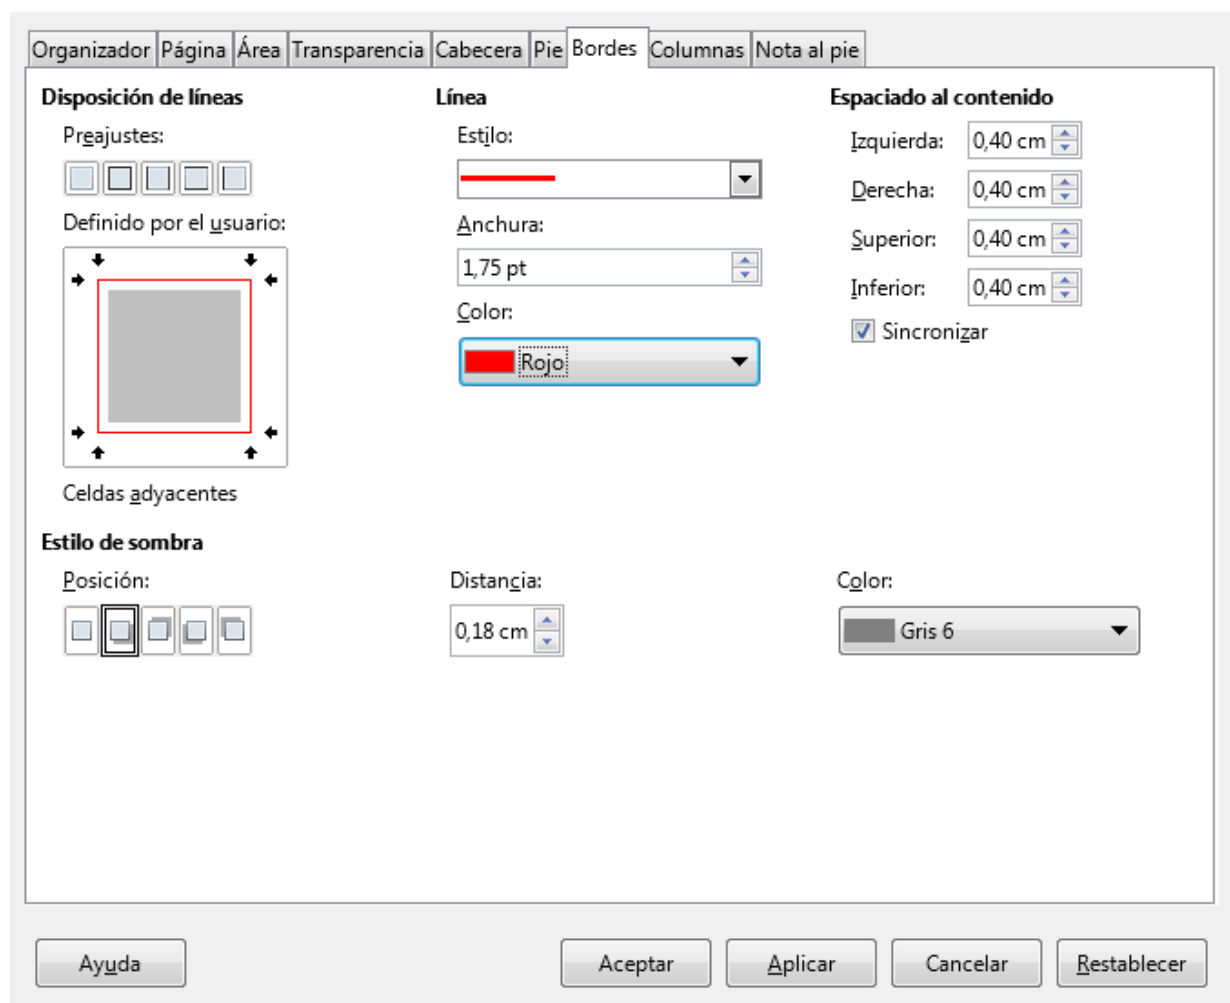 Organizador Página Área Transparencia Cabecera Pie Bordes Columnas Nota al pie
Disposición de líneas
Preajustes:
Definido por el usuario:
Celdas adyacentes
Línea
Estilo:
Anchura:
1,75 pt
Color:
Rojo
Espaciado al contenido
Izquierda: 0,40 cm
Derecha: 0,40 cm
Superior: 0,40 cm
Inferior: 0,40 cm
Sincronizar
Estilo de sombra
Posición:
Distancia:
0,18 cm
Color:
Gris 6
Ayuda Aceptar Aplicar Cancelar Restablecer